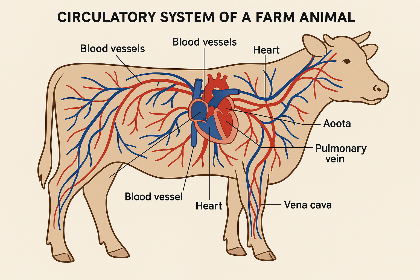 CIRCULATORY SYSTEM OF A FARM ANIMAL
Blood vessels
Blood vessels
Heart
Aoota
Pulmonary
vein
Blood vessel
Heart
Vena cava